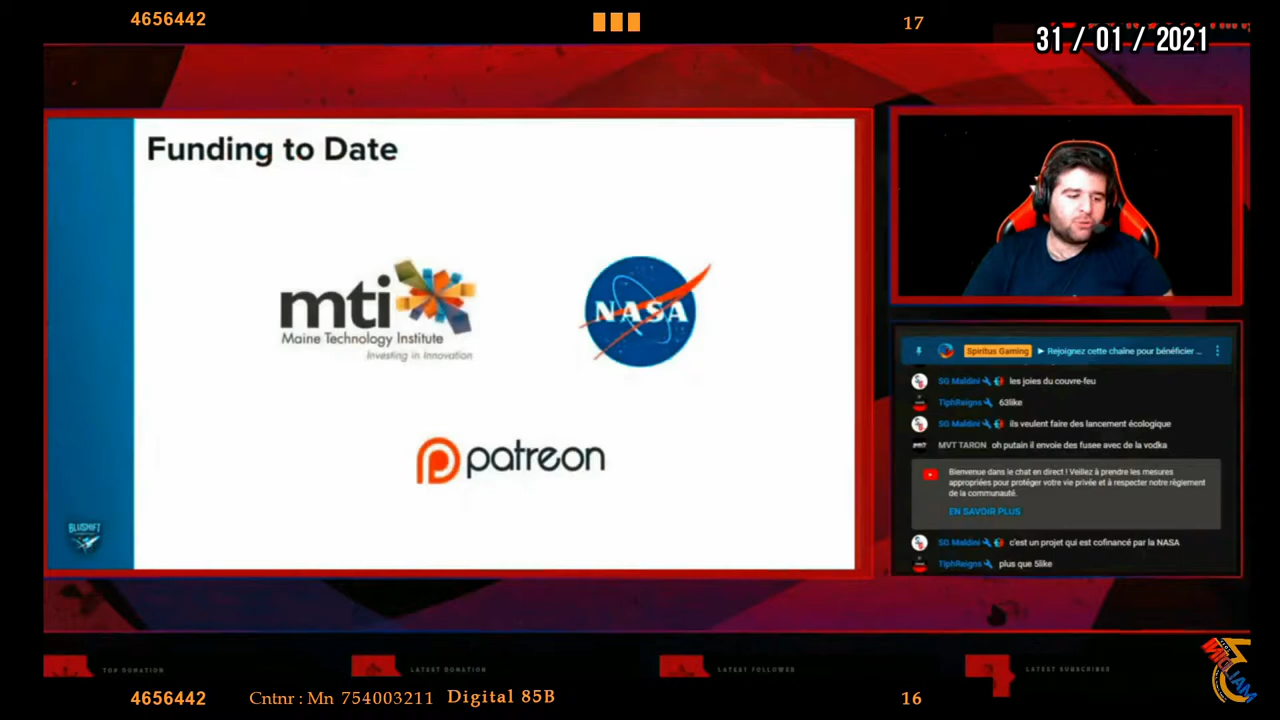 4656442
17
31 / 01 / 2021
Funding to Date
mti
Maine Technology Institute
Investing in Innovation
NASA
patreon
BLUSHIFT
Spiritus Gaming ► Rejoignez cette chaîne pour bénéficier ...
SG Maldini les joies du couvre-feu
TiphReigns 63like
SG Maldini ils veulent faire des lancement écologique
MVT TARON oh putain il envoie des fusee avec de la vodka
Bienvenue dans le chat en direct ! Veillez à prendre les mesures
appropriées pour protéger votre vie privée et à respecter notre règlement
de la communauté.
EN SAVOIR PLUS
SG Maldini c'est un projet qui est cofinancé par la NASA
TiphReigns plus que 5like
TOP DONATION
LATEST DONATION
LATEST FOLLOWER
LATEST SUBSCRIBER
4656442
Cntnr : Mn 754003211
Digital 85B
16